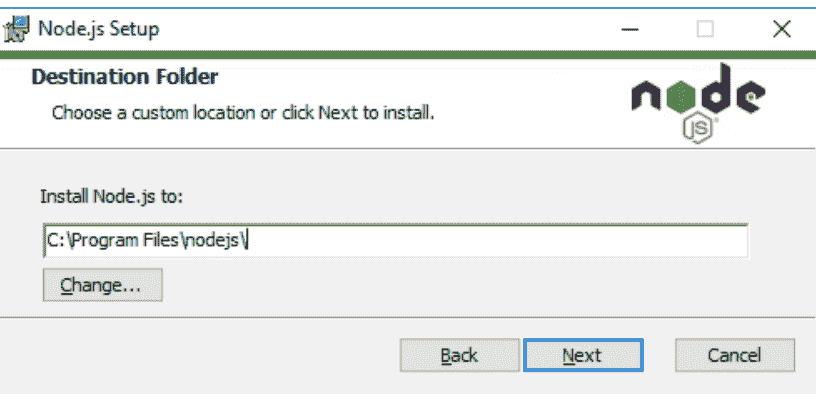 Node.js Setup
Destination Folder
Choose a custom location or click Next to install.
node
JS
Install Node.js to:
C:\Program Files\nodejs\
Change...
Back
Next
Cancel